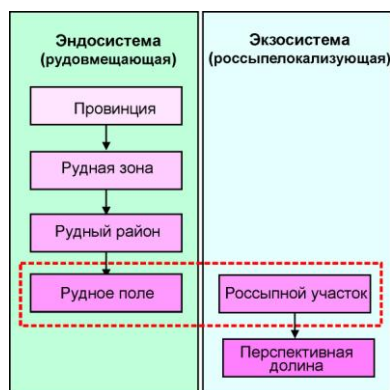 Эндосистема
(рудовмещающая)
Провинция
Рудная зона
Рудный район
Рудное поле
Экзосистема
(россыпелокализующая)
Россыпной участок
Перспективная
долина